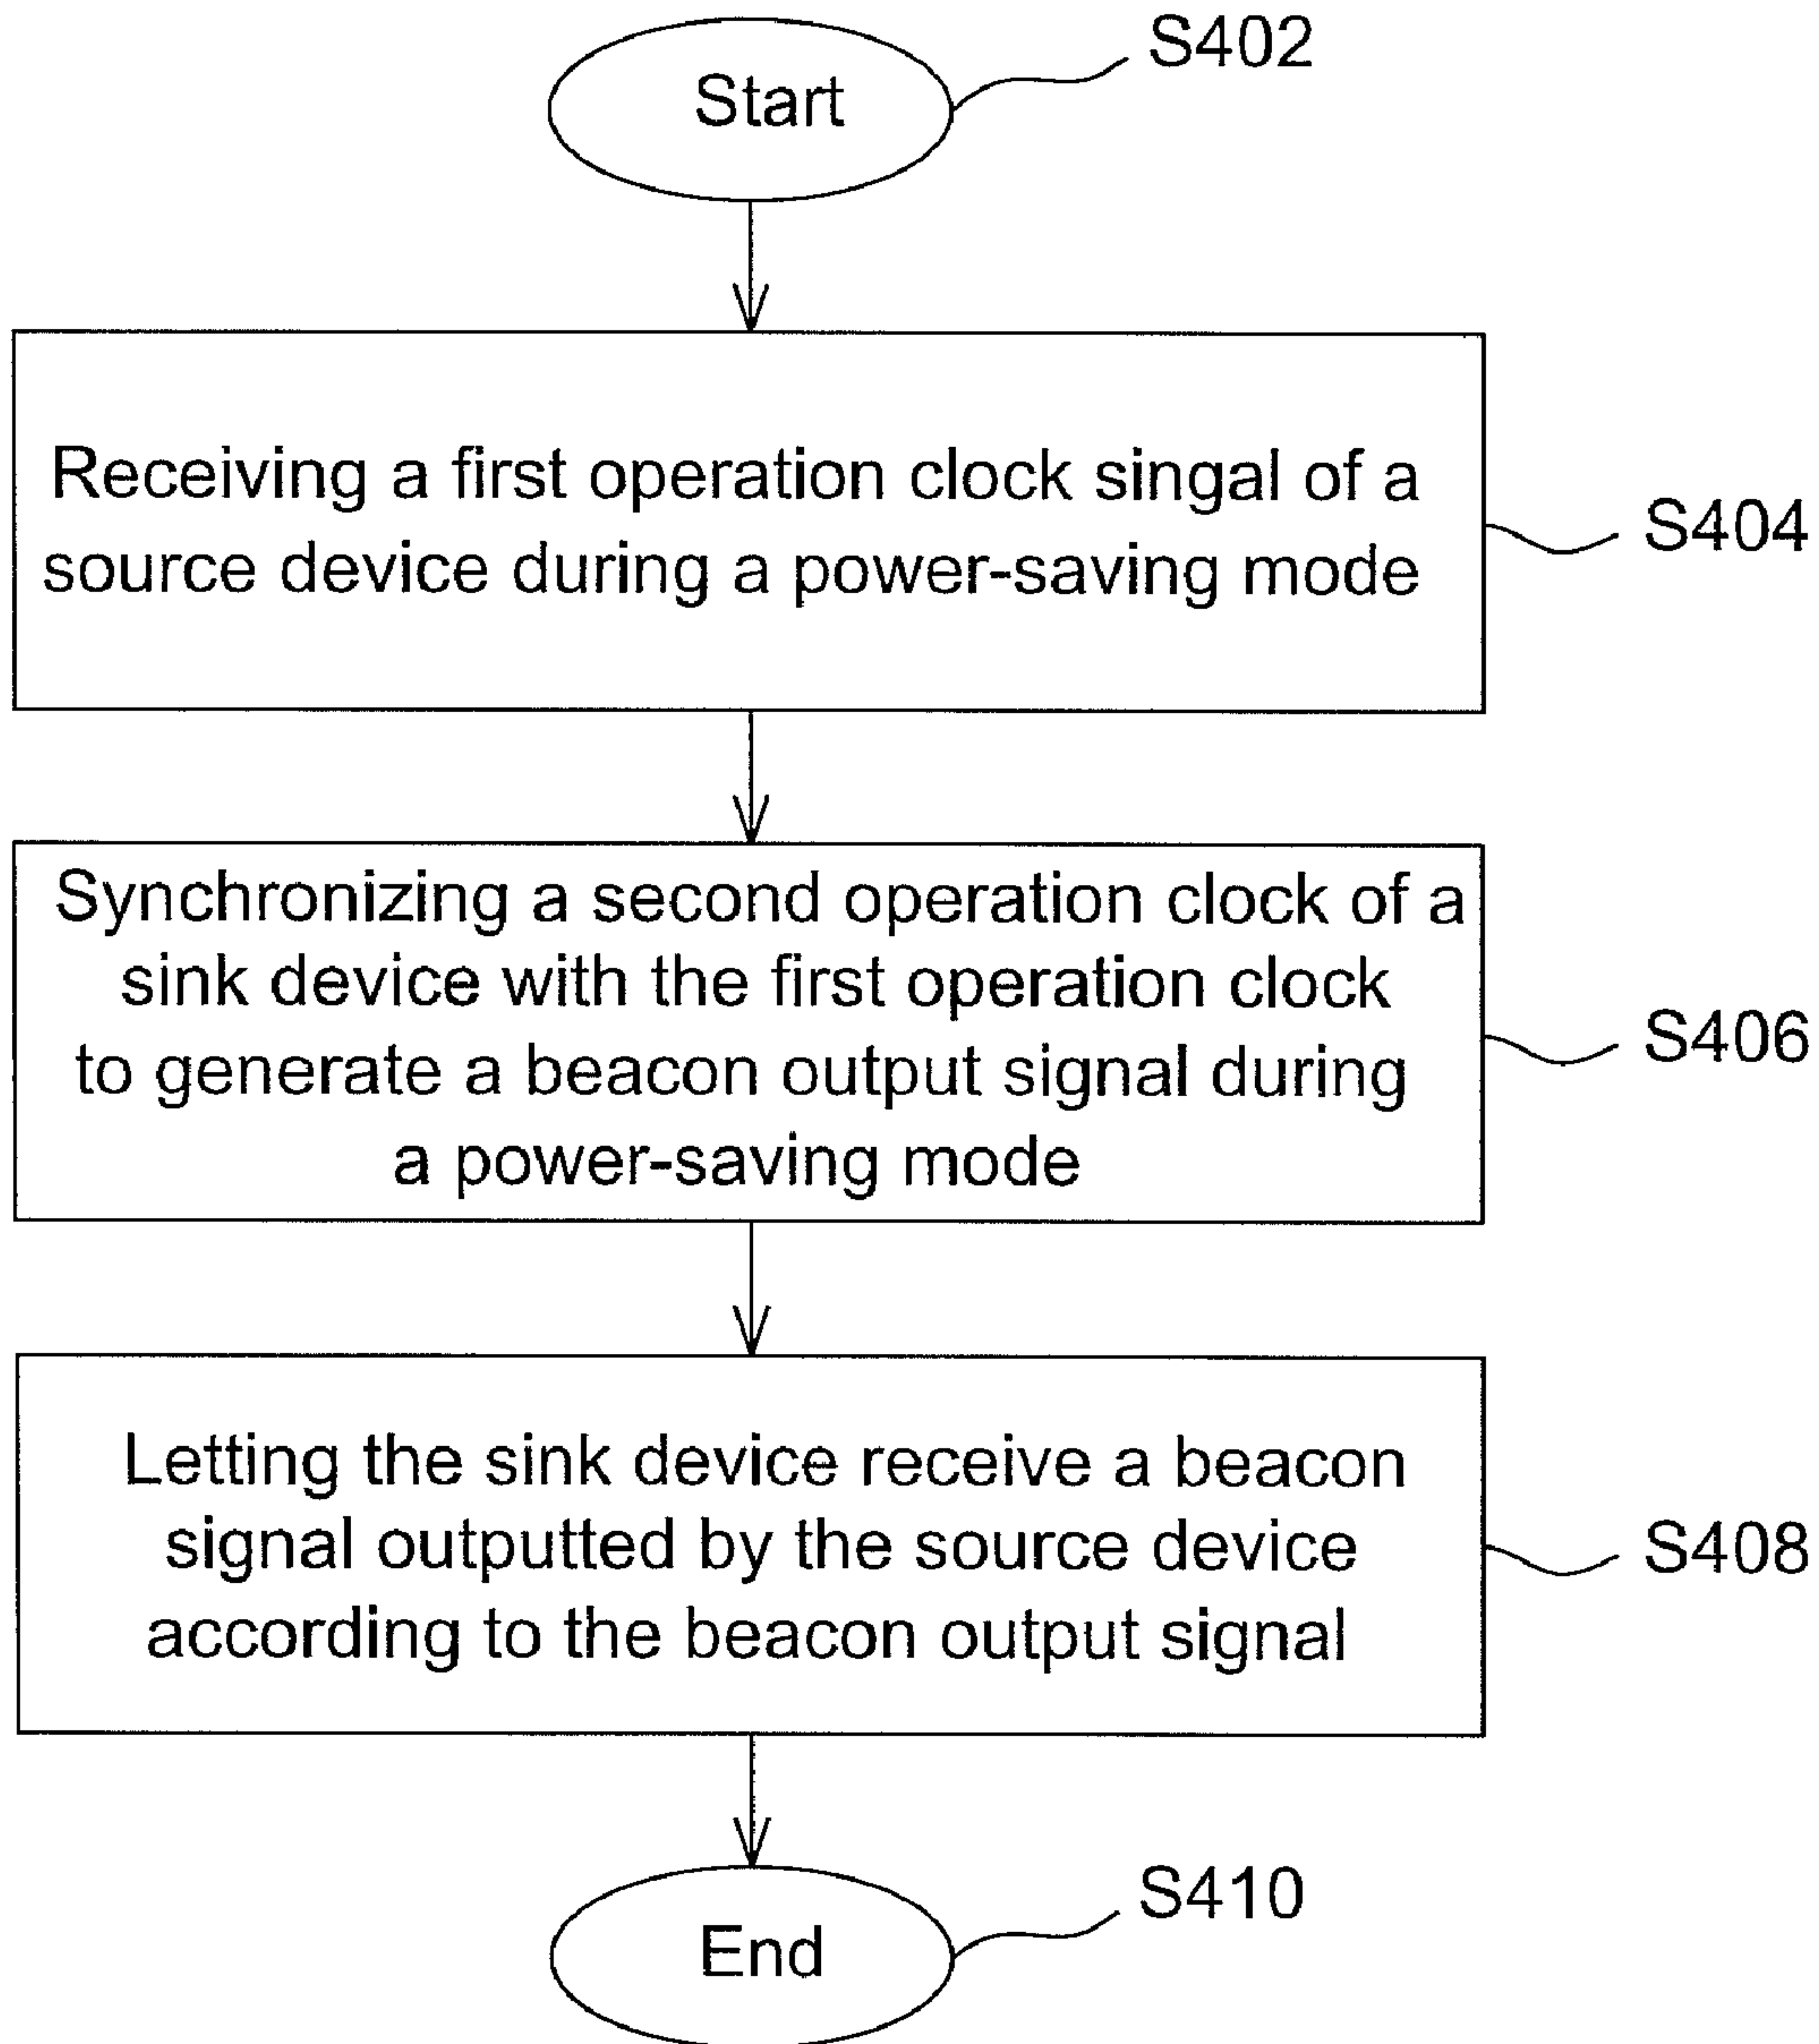 S402
Start
Receiving a first operation clock singal of a
source device during a power-saving mode
S404
Synchronizing a second operation clock of a
sink device with the first operation clock
to generate a beacon output signal during
a power-saving mode
S406
Letting the sink device receive a beacon
signal outputted by the source device
according to the beacon output signal
S408
S410
End